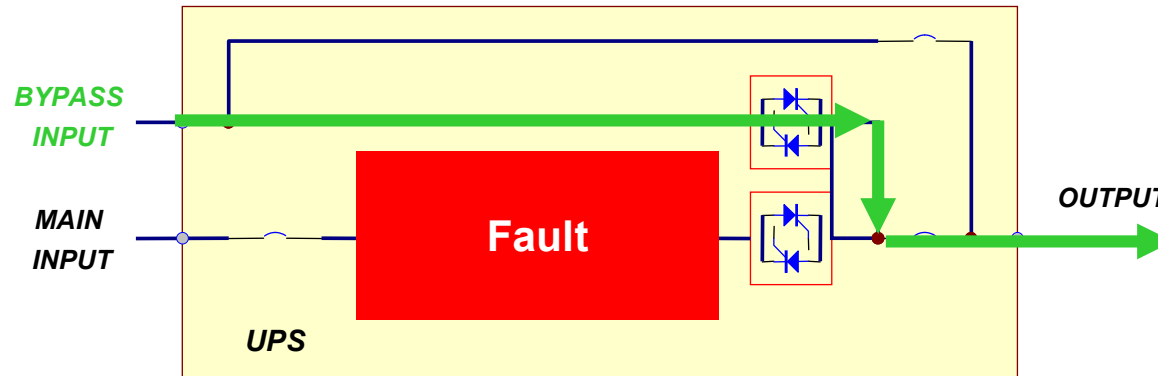 BYPASS
INPUT
MAIN
INPUT
Fault
OUTPUT
UPS